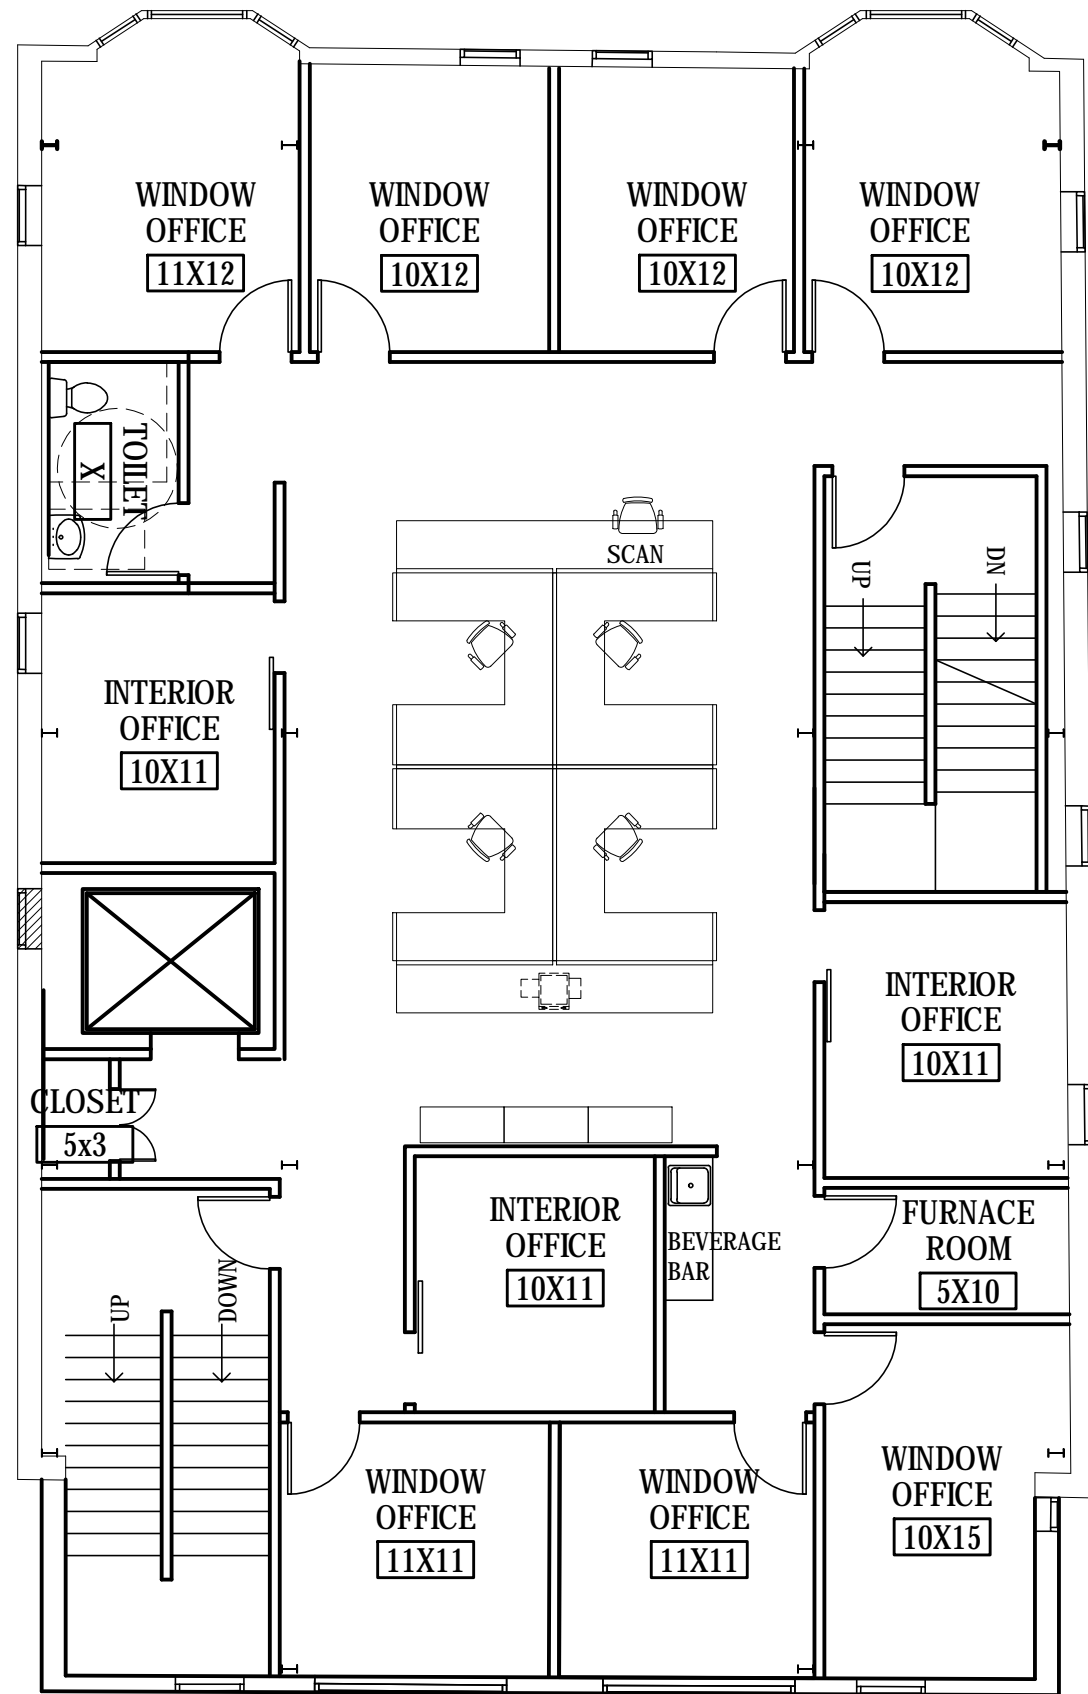 WINDOW
OFFICE
11X12
WINDOW
OFFICE
10X12
WINDOW
OFFICE
10X12
WINDOW
OFFICE
10X12
TOILET
X
SCAN
UP
DN
INTERIOR
OFFICE
10X11
INTERIOR
OFFICE
10X11
CLOSET
5x3
INTERIOR
OFFICE
10X11
BEVERAGE
BAR
FURNACE
ROOM
5X10
UP
DOWN
WINDOW
OFFICE
11X11
WINDOW
OFFICE
11X11
WINDOW
OFFICE
10X15